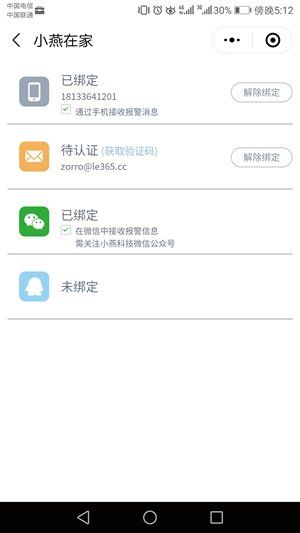 中国电信
中国联通
30% 傍晚5:12
小燕在家
已绑定
18133641201
解除绑定
通过手机接收报警消息
待认证 (获取验证码)
zorro@le365.cc
解除绑定
已绑定
在微信中接收报警信息
需关注小燕科技微信公众号
未绑定